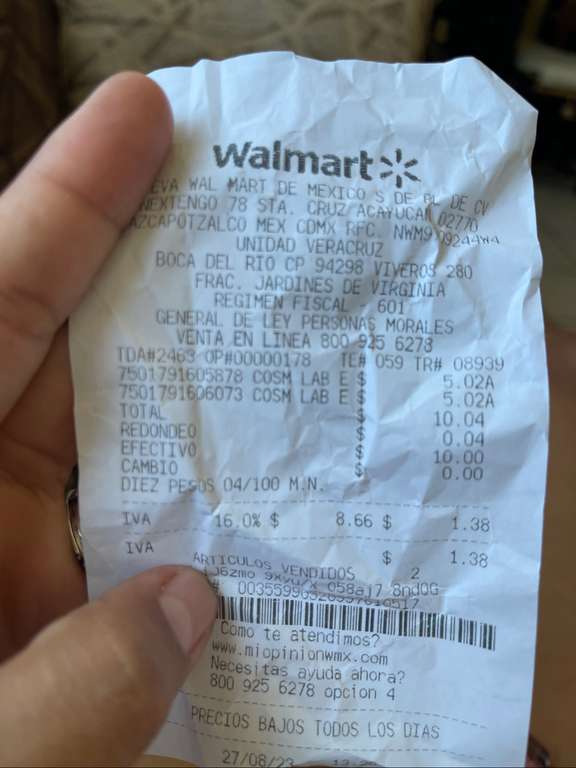 Walmart
EVA WAL MART DE MEXICO S DE RL DE CV
NEXTENGO 78 STA. CRUZ ACAYUCAN 02770
AZCAPOTZALCO MEX CDMX RFC.
UNIDAD VERACRUZ
BOCA DEL RIO CP 94298 VIVEROS 280
FRAC. JARDINES DE VIRGINIA
REGIMEN FISCAL - 601
GENERAL DE LEY PERSONAS MORALES
VENTA EN LINEA 800 925 6278
TDA#2463 OP#00000178 TE# 059 TR# 08939
7501791605878 COSM LAB E $ 5.02A
7501791606073 COSM LAB E $ 5.02A
TOTAL $ 10.04
REDONDEO $ 0.04
EFECTIVO $ 10.00
CAMBIO $ 0.00
DIEZ PESOS 04/100 M.N.
IVA 16.0% $ 8.66 $ 1.38
IVA $ 1.38
ARTICULOS VENDIDOS 2
Como te atendimos?
www.miopinionwmx.com
Necesitas ayuda ahora?
800 925 6278 opcion 4
PRECIOS BAJOS TODOS LOS DIAS
27/08/23